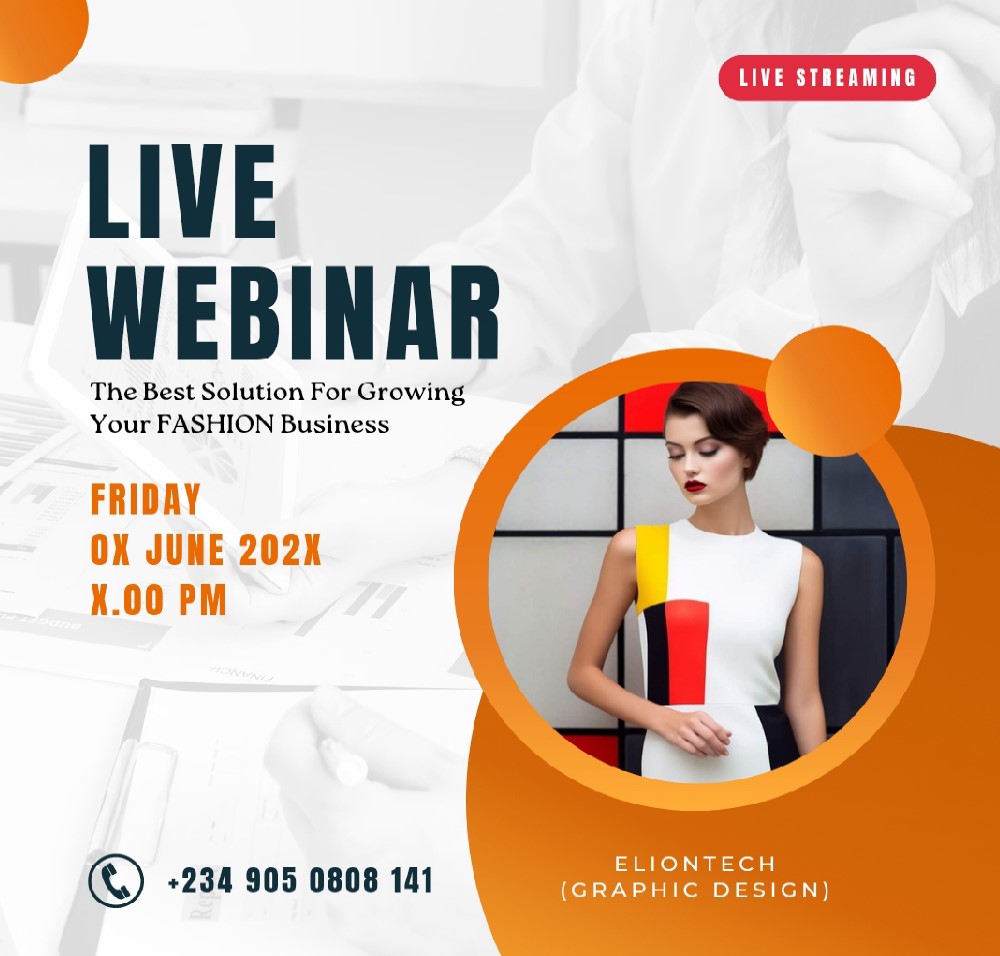 LIVE STREAMING
LIVE
WEBINAR
The Best Solution For Growing
Your FASHION Business
FRIDAY
0X JUNE 202X
X.00 PM
+234 905 0808 141
ELIONTECH
(GRAPHIC DESIGN)